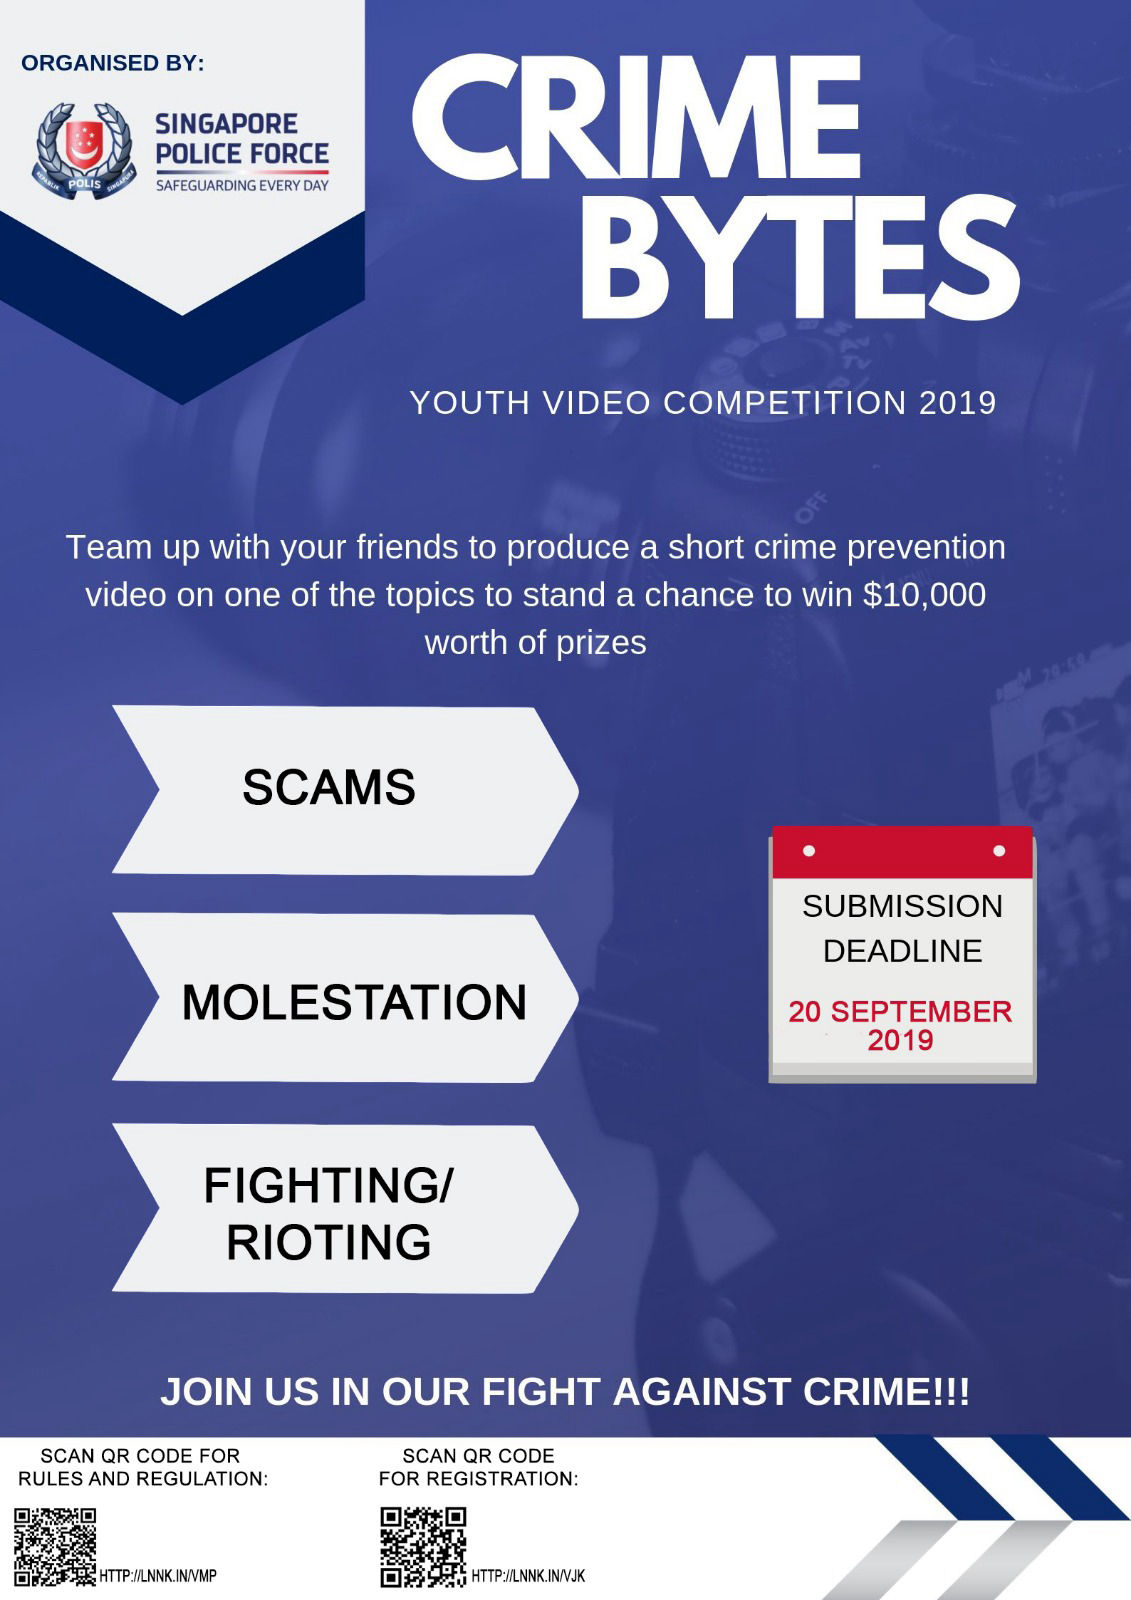 ORGANISED BY:
SINGAPORE
POLICE FORCE
SAFEGUARDING EVERY DAY
REPUBLIK POLIS SINGAPURA
CRIME
BYTES
YOUTH VIDEO COMPETITION 2019
OFF
Team up with your friends to produce a short crime prevention
video on one of the topics to stand a chance to win $10,000
worth of prizes
SCAMS
MOLESTATION
FIGHTING/
RIOTING
SUBMISSION
DEADLINE
20 SEPTEMBER
2019
JOIN US IN OUR FIGHT AGAINST CRIME!!!
SCAN QR CODE FOR
RULES AND REGULATION:
HTTP://LNNK.IN/VMP
SCAN QR CODE
FOR REGISTRATION:
HTTP://LNNK.IN/VJK